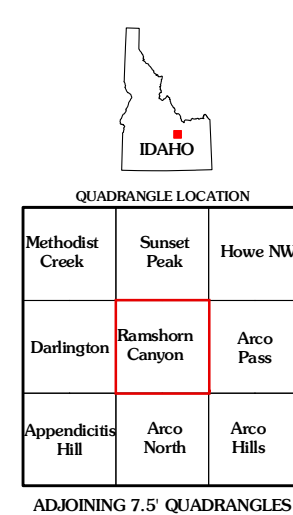 IDAHO
QUADRANGLE LOCATION
Methodist Creek
Sunset Peak
Howe NW
Darlington
Ramshorn Canyon
Arco Pass
Appendicitis Hill
Arco North
Arco Hills
ADJOINING 7.5' QUADRANGLES